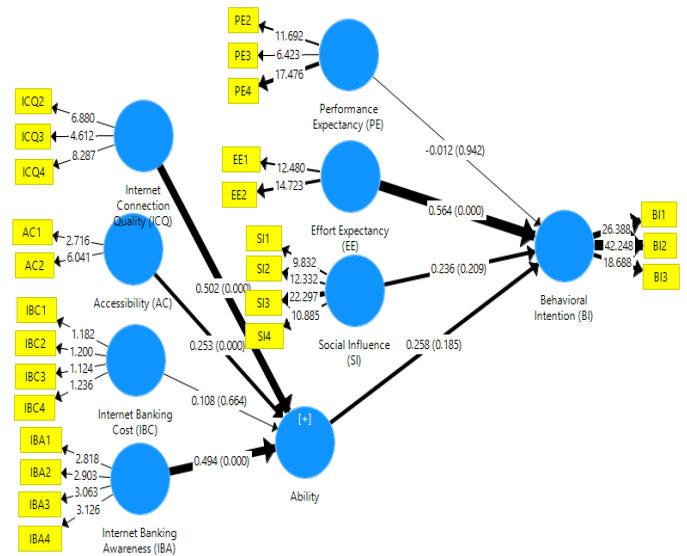 PE2
11.692
PE3
6.423
PE4
17.476
Performance
Expectancy (PE)
-0.012 (0.942)
ICQ2
6.880
ICQ3
4.612
ICQ4
8.287
Internet
Connection
Quality (ICQ)
EE1
12.480
EE2
14.723
Effort Expectancy
(EE)
0.564 (0.000)
AC1
2.716
AC2
6.041
Accessibility (AC)
0.502 (0.000)
0.253 (0.000)
SI1
9.832
SI2
12.332
SI3
22.297
SI4
10.885
Social Influence
(SI)
0.236 (0.209)
BI1
26.388
BI2
42.248
BI3
18.688
Behavioral
Intention (BI)
0.258 (0.185)
IBC1
1.182
IBC2
1.200
IBC3
1.124
IBC4
1.236
Internet Banking
Cost (IBC)
0.108 (0.664)
IBA1
2.818
IBA2
2.903
IBA3
3.063
IBA4
3.126
Internet Banking
Awareness (IBA)
0.494 (0.000)
[+]
Ability